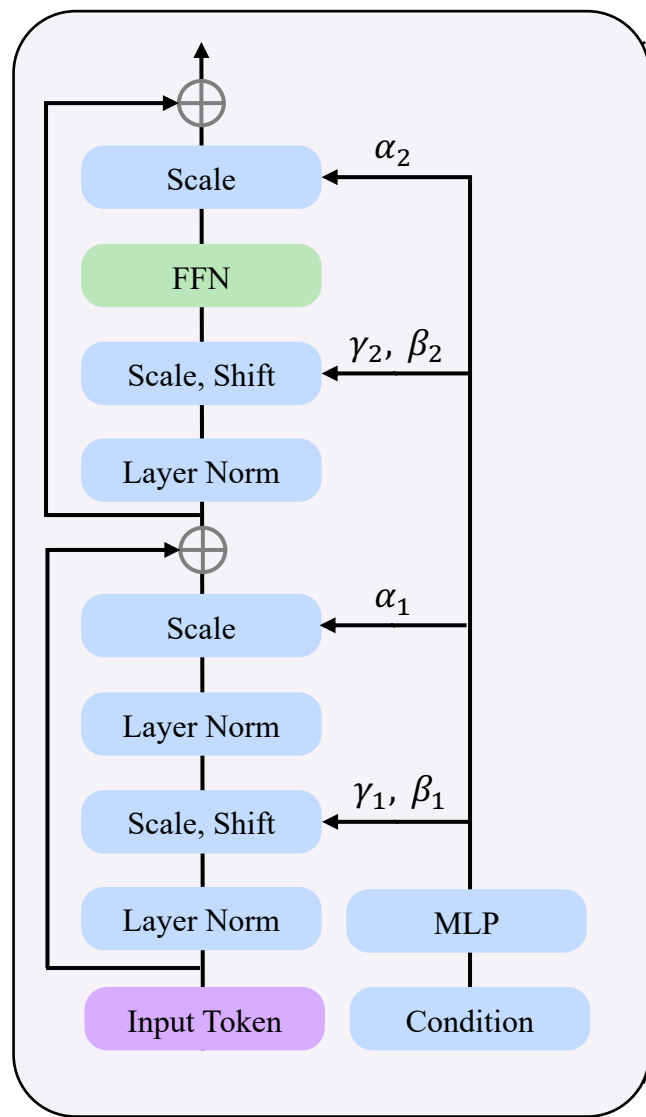 α₂
Scale
FFN
γ₂, β₂
Scale, Shift
Layer Norm
α₁
Scale
Layer Norm
γ₁, β₁
Scale, Shift
Layer Norm
MLP
Input Token
Condition